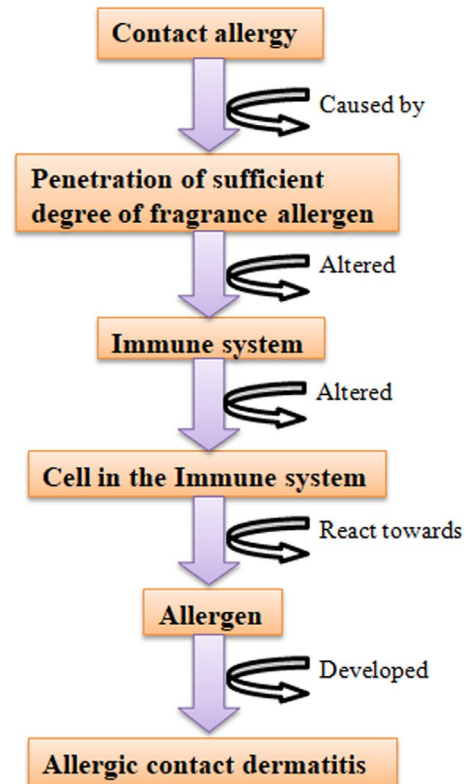 Contact allergy
Caused by
Penetration of sufficient
degree of fragrance allergen
Altered
Immune system
Altered
Cell in the Immune system
React towards
Allergen
Developed
Allergic contact dermatitis